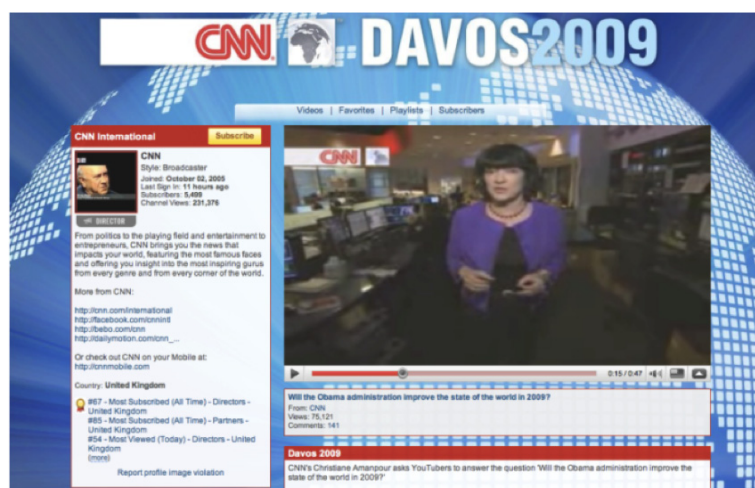 CNN DAVOS2009
Videos | Favorites | Playlists | Subscribers
CNN International
Subscribe
CNN
Style: Broadcaster
Joined: October 02, 2005
Last Sign In: 11 hours ago
Subscribers: 5,499
Channel Views: 231,376
DIRECTOR
From politics to the playing field and entertainment to
entrepreneurs, CNN brings you the news that
impacts your world, featuring the most famous faces
and offering you insight into the most inspiring gurus
from every genre and from every corner of the world.
More from CNN:
http://cnn.com/international
http://facebook.com/cnnintl
http://bebo.com/cnn
http://dailymotion.com/cnn_...
Or check out CNN on your Mobile at:
http://cnnmobile.com
Country: United Kingdom
#67 - Most Subscribed (All Time) - Directors -
United Kingdom
#85 - Most Subscribed (All Time) - Partners -
United Kingdom
#54 - Most Viewed (Today) - Directors - United
Kingdom
(more)
Report profile image violation
CNN
0:15 / 0:47
Will the Obama administration improve the state of the world in 2009?
From: CNN
Views: 75,121
Comments: 141
Davos 2009
CNN's Christiane Amanpour asks YouTubers to answer the question 'Will the Obama administration improve the
state of the world in 2009?'